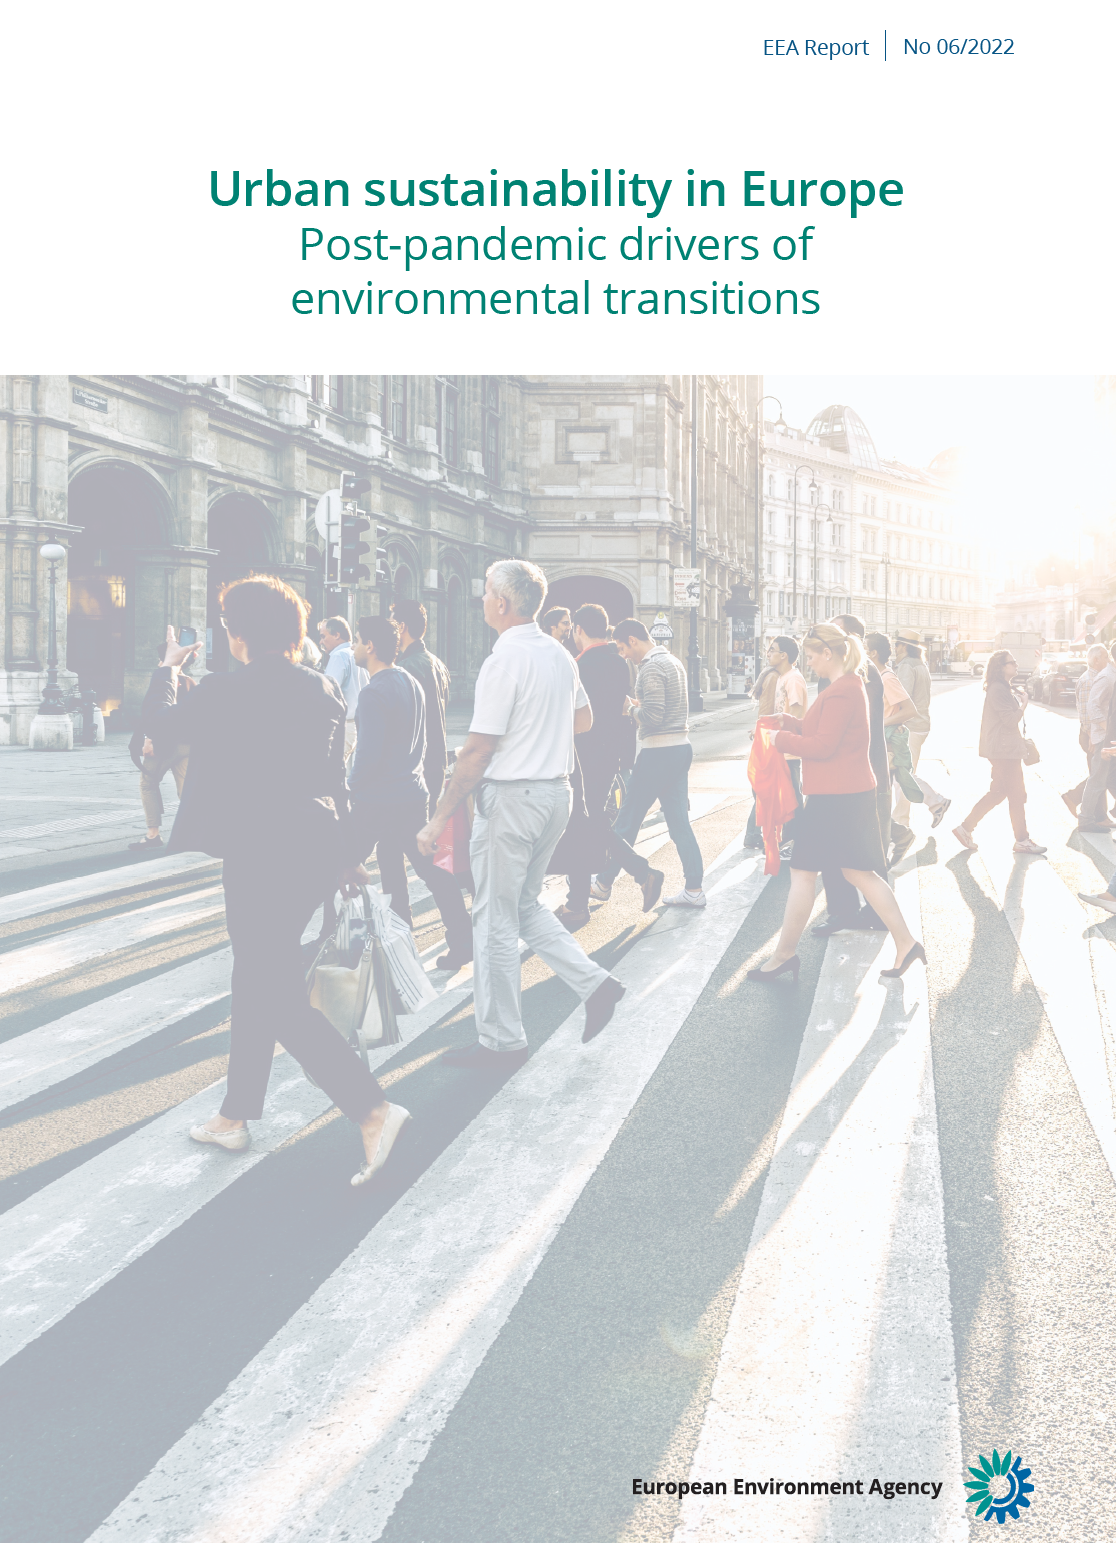 EEA Report | No 06/2022
Urban sustainability in Europe
Post-pandemic drivers of
environmental transitions
European Environment Agency